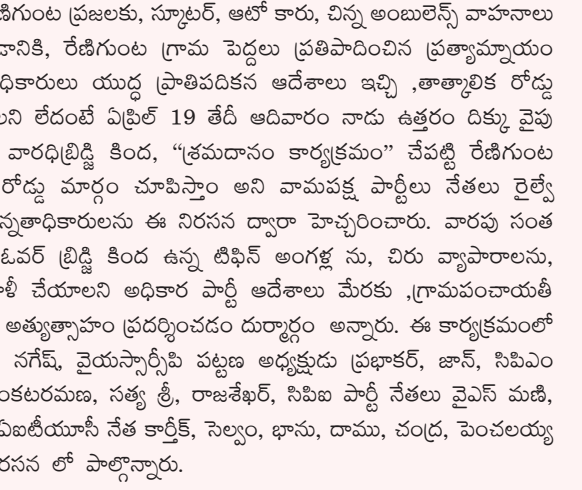 ణిగుంట ప్రజలకు, స్కూటర్, ఆటో కారు, చిన్న అంబులెన్స్ వాహనాలు
డానికి, రేణిగుంట గ్రామ పెద్దలు ప్రతిపాదించిన ప్రత్యామ్నాయం
ధికారులు యుద్ధ ప్రాతిపదికన ఆదేశాలు ఇచ్చి ,తాత్కాలిక రోడ్డు
లని లేదంటే ఏప్రిల్ 19 తేదీ ఆదివారం నాడు ఉత్తరం దిక్కు వైపు
వారధిబ్రిడ్జి కింద, “శ్రమదానం కార్యక్రమం” చేపట్టి రేణిగుంట
రోడ్డు మార్గం చూపిస్తాం అని వామపక్ష పార్టీలు నేతలు రైల్వే
న్నతాధికారులను ఈ నిరసన ద్వారా హెచ్చరించారు. వారపు సంత
ఓవర్ బ్రిడ్జి కింద ఉన్న టిఫిన్ అంగళ్ల ను, చిరు వ్యాపారాలను,
ాళీ చేయాలని అధికార పార్టీ ఆదేశాలు మేరకు ,గ్రామపంచాయతీ
అత్యుత్సాహం ప్రదర్శించడం దుర్మార్గం అన్నారు. ఈ కార్యక్రమంలో
నగేష్, వైయస్సార్సీపి పట్టణ అధ్యక్షుడు ప్రభాకర్, జాన్, సిపిఎం
ంకటరమణ, సత్య శ్రీ, రాజశేఖర్, సిపిఐ పార్టీ నేతలు వైఎస్ మణి,
ఏఐటీయూసీ నేత కార్తీక్, సెల్వం, భాను, దాము, చంద్ర, పెంచలయ్య
రసన లో పాల్గొన్నారు.